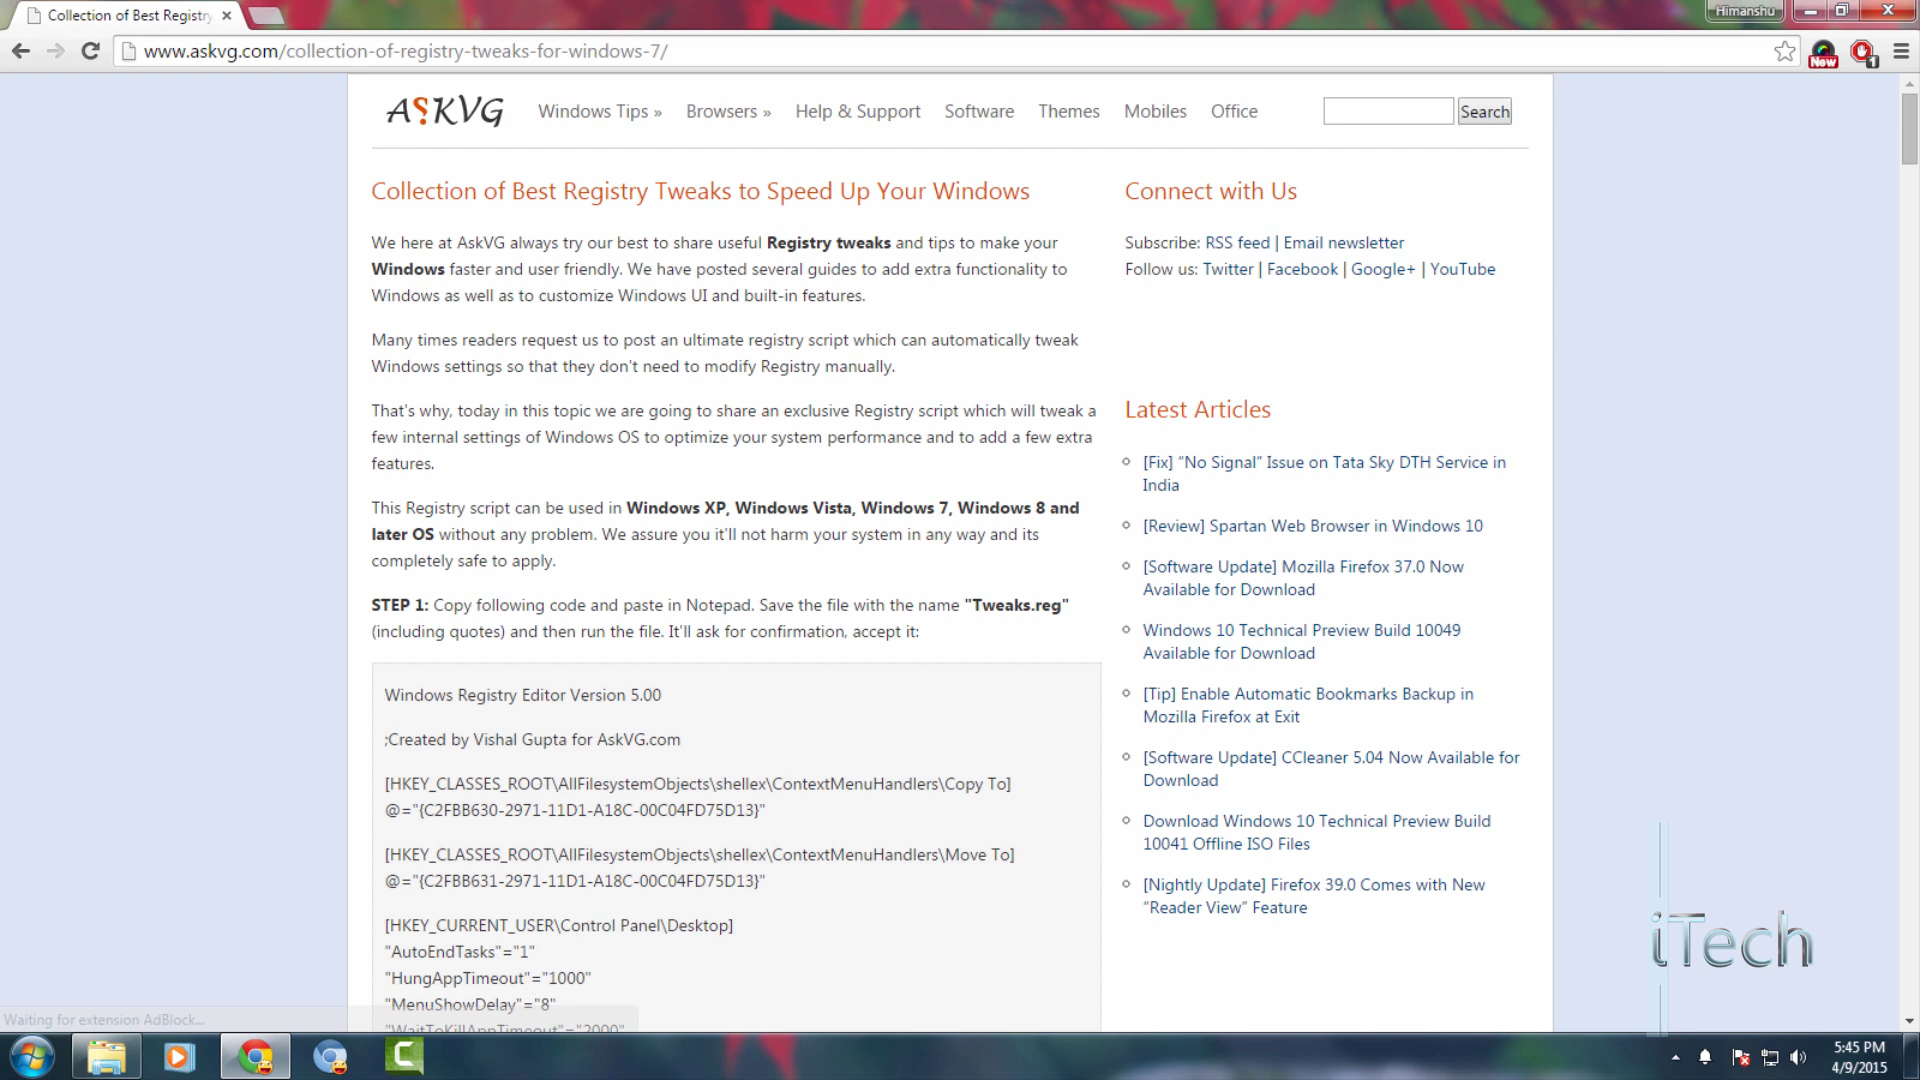 Collection of Best Registry
Himanshu
www.askvg.com/collection-of-registry-tweaks-for-windows-7/
New
1
ASKVG
Windows Tips »
Browsers »
Help & Support
Software
Themes
Mobiles
Office
Search
Collection of Best Registry Tweaks to Speed Up Your Windows
We here at AskVG always try our best to share useful Registry tweaks and tips to make your
Windows faster and user friendly. We have posted several guides to add extra functionality to
Windows as well as to customize Windows UI and built-in features.
Many times readers request us to post an ultimate registry script which can automatically tweak
Windows settings so that they don't need to modify Registry manually.
That's why, today in this topic we are going to share an exclusive Registry script which will tweak a
few internal settings of Windows OS to optimize your system performance and to add a few extra
features.
This Registry script can be used in Windows XP, Windows Vista, Windows 7, Windows 8 and
later OS without any problem. We assure you it'll not harm your system in any way and its
completely safe to apply.
STEP 1: Copy following code and paste in Notepad. Save the file with the name "Tweaks.reg"
(including quotes) and then run the file. It'll ask for confirmation, accept it:
Windows Registry Editor Version 5.00
;Created by Vishal Gupta for AskVG.com
[HKEY_CLASSES_ROOT\AllFilesystemObjects\shellex\ContextMenuHandlers\Copy To]
@="{C2FBB630-2971-11D1-A18C-00C04FD75D13}"
[HKEY_CLASSES_ROOT\AllFilesystemObjects\shellex\ContextMenuHandlers\Move To]
@="{C2FBB631-2971-11D1-A18C-00C04FD75D13}"
[HKEY_CURRENT_USER\Control Panel\Desktop]
"AutoEndTasks"="1"
"HungAppTimeout"="1000"
"MenuShowDelay"="8"
"WaitToKillAppTimeout"="2000"
Connect with Us
Subscribe: RSS feed | Email newsletter
Follow us: Twitter | Facebook | Google+ | YouTube
Latest Articles
[Fix] “No Signal” Issue on Tata Sky DTH Service in
India
[Review] Spartan Web Browser in Windows 10
[Software Update] Mozilla Firefox 37.0 Now
Available for Download
Windows 10 Technical Preview Build 10049
Available for Download
[Tip] Enable Automatic Bookmarks Backup in
Mozilla Firefox at Exit
[Software Update] CCleaner 5.04 Now Available for
Download
Download Windows 10 Technical Preview Build
10041 Offline ISO Files
[Nightly Update] Firefox 39.0 Comes with New
“Reader View” Feature
iTech
Waiting for extension AdBlock...
5:45 PM
4/9/2015